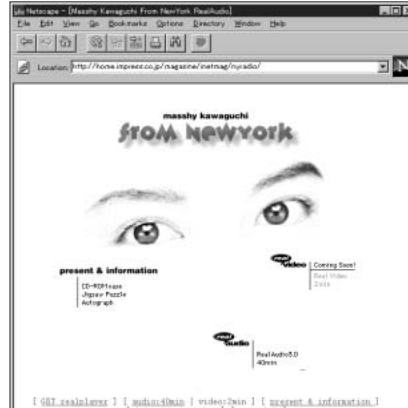 Netscape - [Masshy Kawaguchi From NewYork RealAudio]
File Edit View Go Bookmarks Options Directory Window Help
Location: http://home.impress.co.jp/magazine/inetmag/nyradio/
N
masshy kawaguchi
from newyork
present & information
CD-ROM case
Jigsaw Puzzle
Autograph
real video
Coming Soon!
Real Video
2min
real audio
RealAudio3.0
40min
[ GET realplayer ] [ audio:40min | video:2min ] [ present & information ]